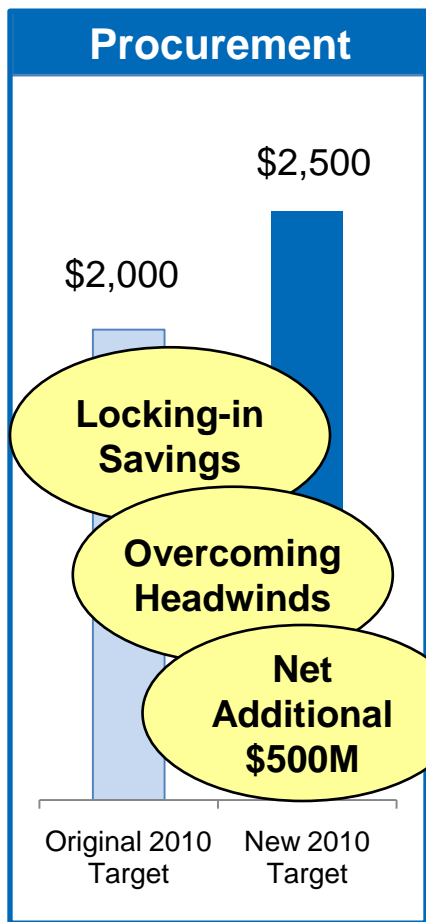 Procurement
$2,500
$2,000
Locking-in
Savings
Overcoming
Headwinds
Net
Additional
$500M
Original 2010
Target
New 2010
Target